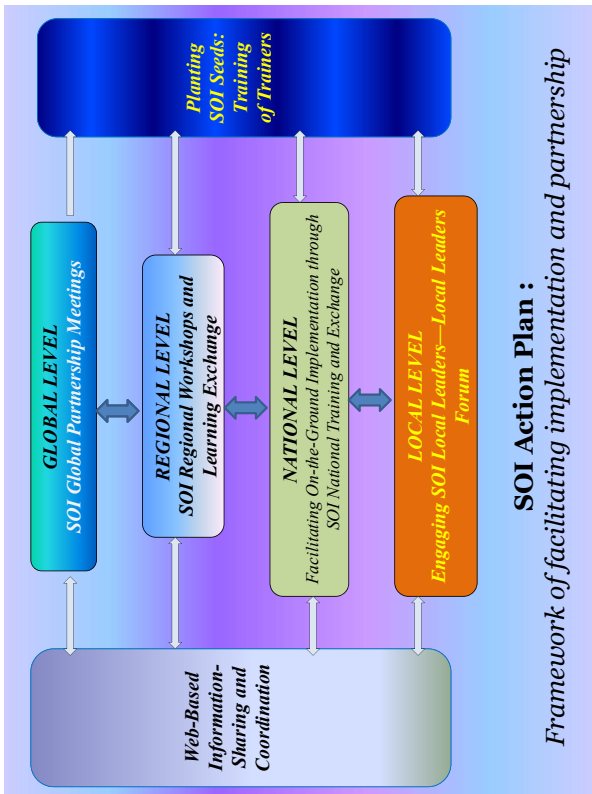 Web-Based
Information-
Sharing and
Coordination
GLOBAL LEVEL
SOI Global Partnership Meetings
REGIONAL LEVEL
SOI Regional Workshops and
Learning Exchange
NATIONAL LEVEL
Facilitating On-the-Ground Implementation through
SOI National Training and Exchange
LOCAL LEVEL
Engaging SOI Local Leaders—Local Leaders
Forum
Planting
SOI Seeds:
Training
of Trainers
SOI Action Plan :
Framework of facilitating implementation and partnership